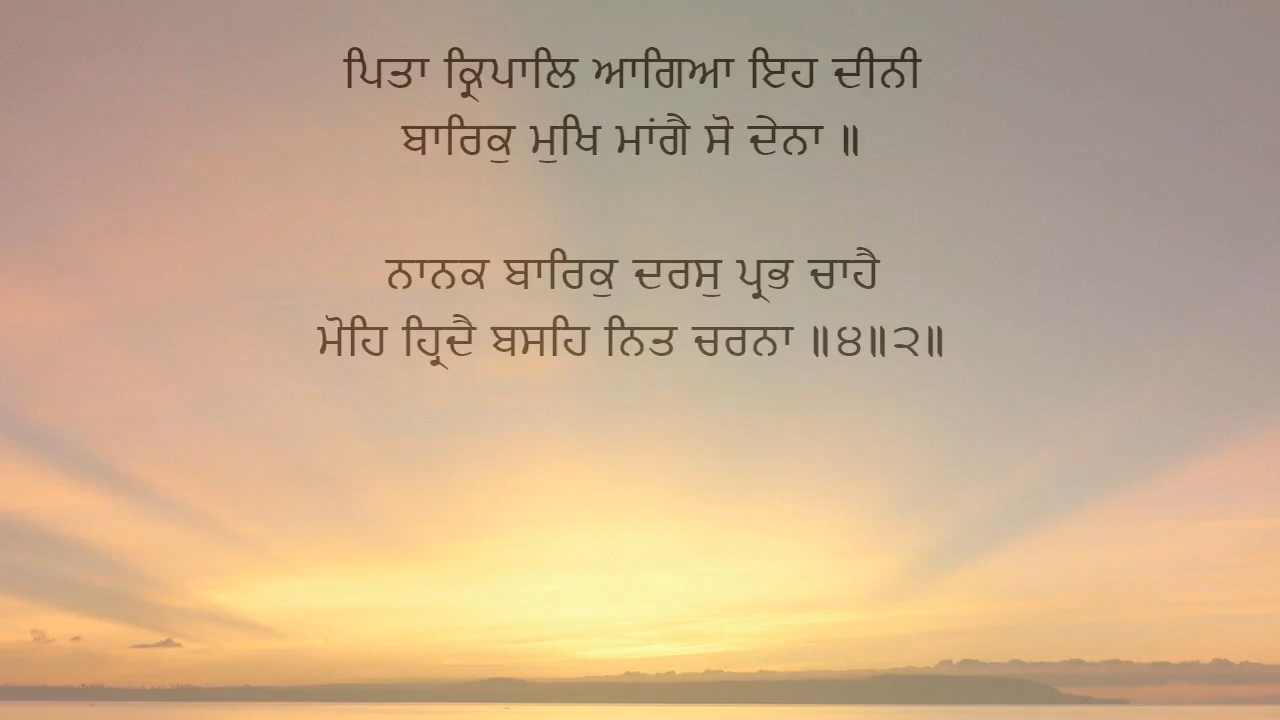 ਪਿਤਾ ਕ੍ਰਿਪਾਲਿ ਆਗਿਆ ਇਹ ਦੀਨੀ
ਬਾਰਿਕੁ ਮੁਖਿ ਮਾਂਗੈ ਸੋ ਦੇਨਾ ॥
ਨਾਨਕ ਬਾਰਿਕੁ ਦਰਸੁ ਪ੍ਰਭ ਚਾਹੈ
ਮੋਹਿ ਹ੍ਰਿਦੈ ਬਸਹਿ ਨਿਤ ਚਰਨਾ ॥੪॥੨॥